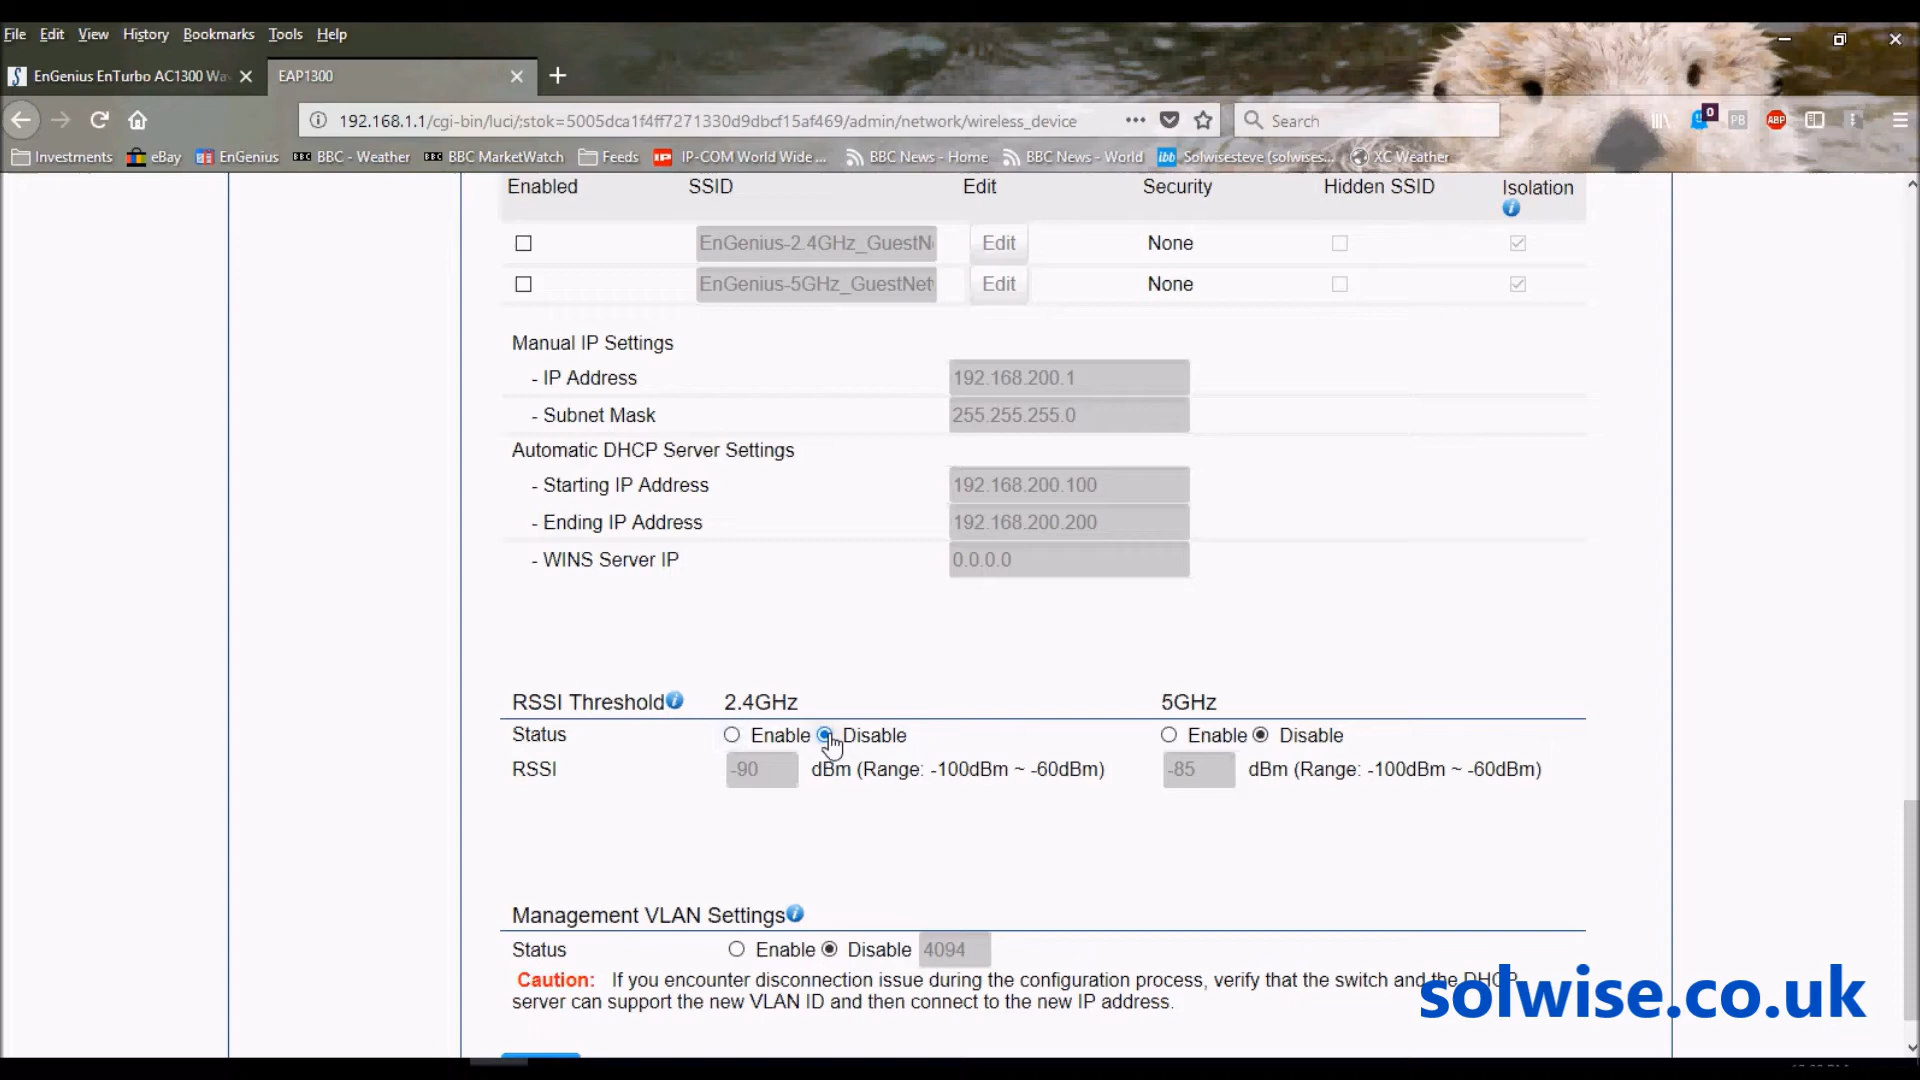 File Edit View History Bookmarks Tools Help
EnGenius EnTurbo AC1300 Wa
EAP1300
192.168.1.1/cgi-bin/luci/;stok=5005dca1f4ff7271330d9dbcf15af469/admin/network/wireless_device
Search
0
PB
ABP
Investments eBay EnGenius BBC - Weather BBC MarketWatch Feeds IP-COM World Wide ... BBC News - Home BBC News - World Solwisesteve (solwises... XC Weather
Enabled SSID Edit Security Hidden SSID Isolation
EnGenius-2.4GHz_GuestN Edit None
EnGenius-5GHz_GuestNet Edit None
Manual IP Settings
- IP Address 192.168.200.1
- Subnet Mask 255.255.255.0
Automatic DHCP Server Settings
- Starting IP Address 192.168.200.100
- Ending IP Address 192.168.200.200
- WINS Server IP 0.0.0.0
RSSI Threshold 2.4GHz 5GHz
Status Enable Disable Enable Disable
RSSI -90 dBm (Range: -100dBm ~ -60dBm) -85 dBm (Range: -100dBm ~ -60dBm)
Management VLAN Settings
Status Enable Disable 4094
Caution: If you encounter disconnection issue during the configuration process, verify that the switch and the DHCP
server can support the new VLAN ID and then connect to the new IP address.
solwise.co.uk